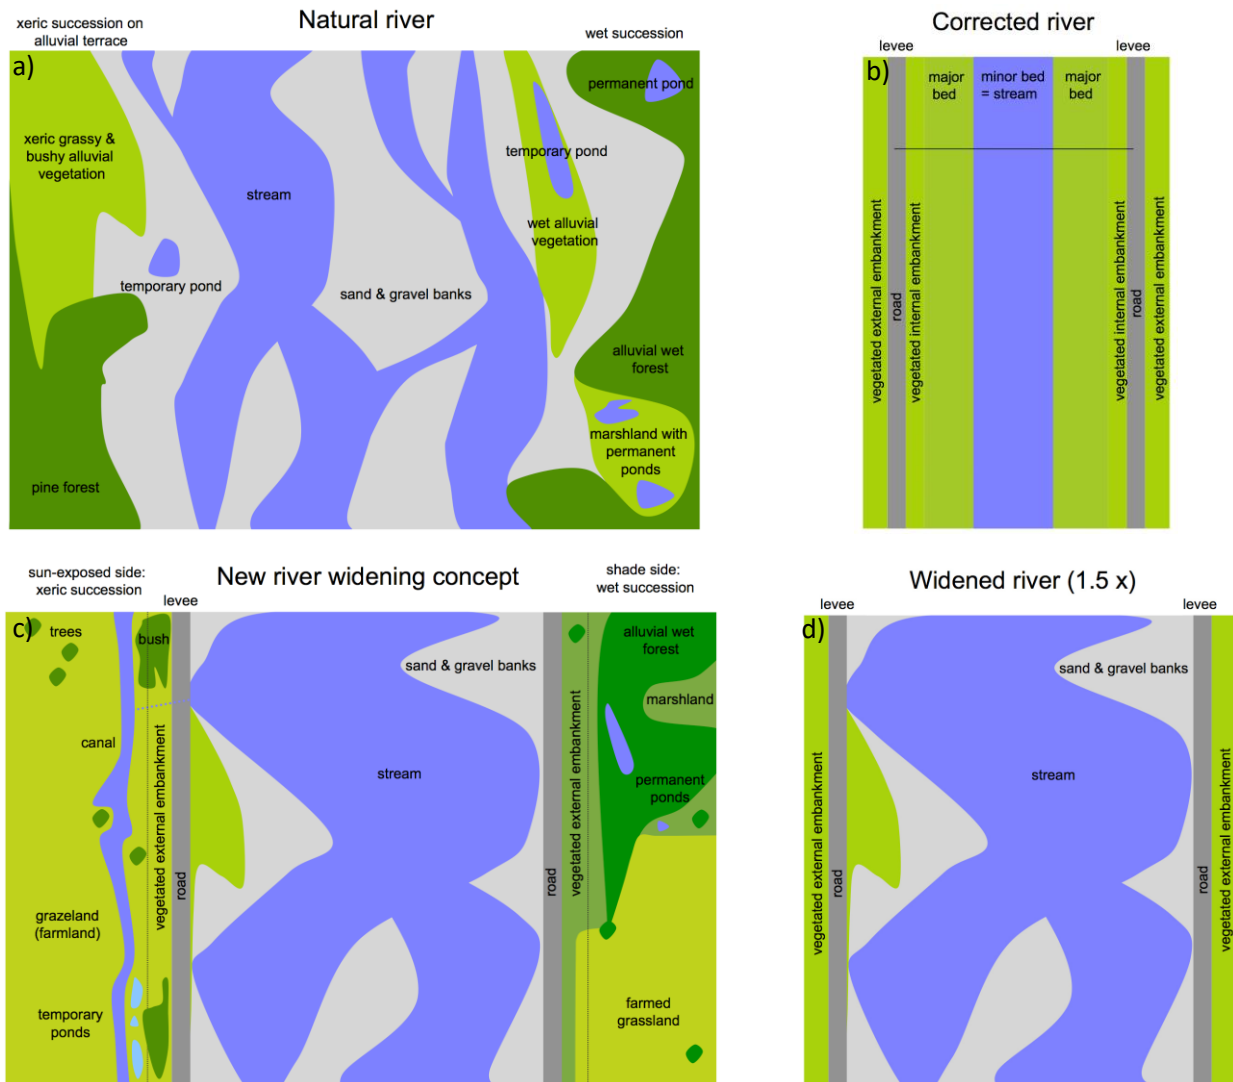 Natural river
xeric succession on
alluvial terrace
wet succession
a)
permanent pond
xeric grassy &
bushy alluvial
vegetation
temporary pond
stream
wet alluvial
vegetation
temporary pond
sand & gravel banks
alluvial wet
forest
marshland with
permanent
ponds
pine forest
Corrected river
levee
levee
b)
major
bed
minor bed
= stream
major
bed
vegetated external embankment
road
vegetated internal embankment
vegetated internal embankment
road
vegetated external embankment
New river widening concept
sun-exposed side:
xeric succession
levee
shade side:
wet succession
c)
trees
bush
alluvial wet
forest
sand & gravel banks
marshland
canal
stream
permanent
ponds
vegetated external embankment
road
road
vegetated external embankment
grazeland
(farmland)
temporary
ponds
farmed
grassland
Widened river (1.5 x)
levee
levee
d)
sand & gravel banks
stream
vegetated external embankment
road
road
vegetated external embankment